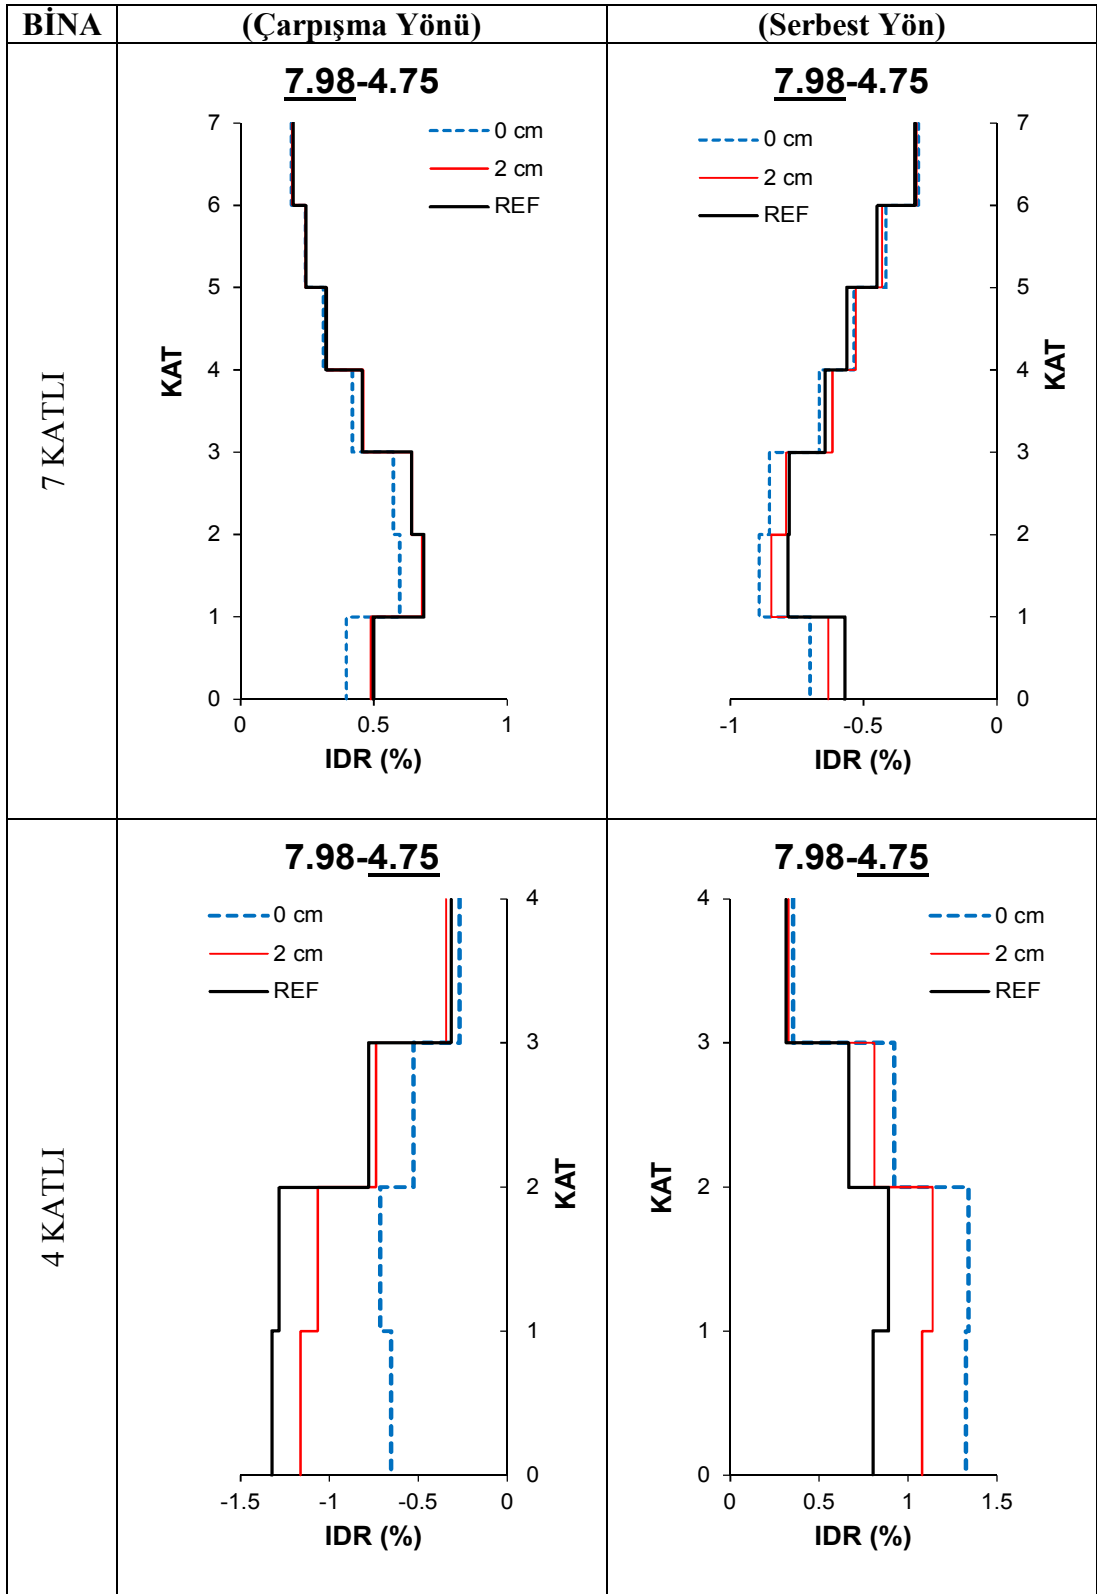 BİNA
(Çarpışma Yönü)
(Serbest Yön)
7 KATLI
7.98-4.75
0 cm
2 cm
REF
7
6
5
4
3
2
1
0
KAT
0
0.5
1
IDR (%)
7.98-4.75
0 cm
2 cm
REF
7
6
5
4
3
2
1
0
KAT
-1
-0.5
0
IDR (%)
4 KATLI
7.98-4.75
0 cm
2 cm
REF
4
3
2
1
0
KAT
-1.5
-1
-0.5
0
IDR (%)
7.98-4.75
0 cm
2 cm
REF
4
3
2
1
0
KAT
0
0.5
1
1.5
IDR (%)